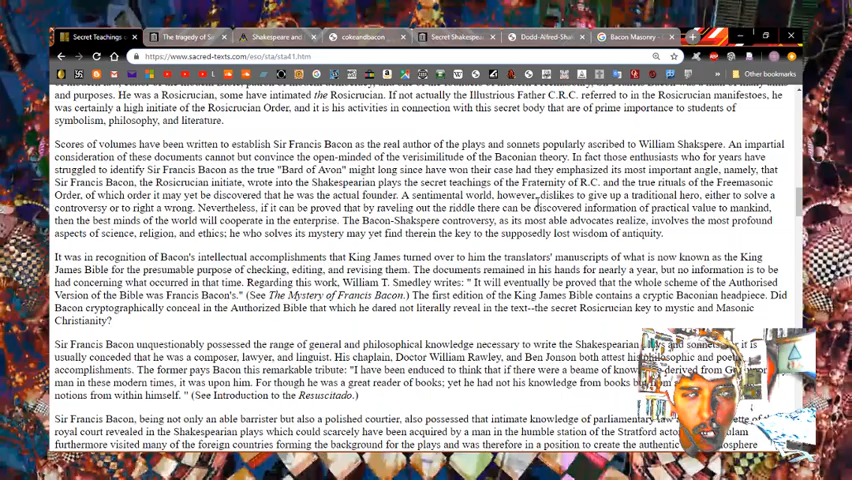 Secret Teachings
The tragedy of S
Shakespeare and
cokeandbacon
Secret Shakespea
Dodd-Alfred-Sha
Bacon Masonry
https://www.sacred-texts.com/eso/sta/sta41.htm
and purposes. He was a Rosicrucian, some have intimated the Rosicrucian. If not actually the Illustrious Father C.R.C. referred to in the Rosicrucian manifestoes, he
was certainly a high initiate of the Rosicrucian Order, and it is his activities in connection with this secret body that are of prime importance to students of
symbolism, philosophy, and literature.
Scores of volumes have been written to establish Sir Francis Bacon as the real author of the plays and sonnets popularly ascribed to William Shakspere. An impartial
consideration of these documents cannot but convince the open-minded of the verisimilitude of the Baconian theory. In fact those enthusiasts who for years have
struggled to identify Sir Francis Bacon as the true "Bard of Avon" might long since have won their case had they emphasized its most important angle, namely, that
Sir Francis Bacon, the Rosicrucian initiate, wrote into the Shakespearian plays the secret teachings of the Fraternity of R.C. and the true rituals of the Freemasonic
Order, of which order it may yet be discovered that he was the actual founder. A sentimental world, however, dislikes to give up a traditional hero, either to solve a
controversy or to right a wrong. Nevertheless, if it can be proved that by raveling out the riddle there can be discovered information of practical value to mankind,
then the best minds of the world will cooperate in the enterprise. The Bacon-Shakspere controversy, as its most able advocates realize, involves the most profound
aspects of science, religion, and ethics; he who solves its mystery may yet find therein the key to the supposedly lost wisdom of antiquity.
It was in recognition of Bacon's intellectual accomplishments that King James turned over to him the translators' manuscripts of what is now known as the King
James Bible for the presumable purpose of checking, editing, and revising them. The documents remained in his hands for nearly a year, but no information is to be
had concerning what occurred in that time. Regarding this work, William T. Smedley writes: " It will eventually be proved that the whole scheme of the Authorised
Version of the Bible was Francis Bacon's." (See The Mystery of Francis Bacon.) The first edition of the King James Bible contains a cryptic Baconian headpiece. Did
Bacon cryptographically conceal in the Authorized Bible that which he dared not literally reveal in the text--the secret Rosicrucian key to mystic and Masonic
Christianity?
Sir Francis Bacon unquestionably possessed the range of general and philosophical knowledge necessary to write the Shakespearian plays and sonnets, it is
usually conceded that he was a composer, lawyer, and linguist. His chaplain, Doctor William Rawley, and Ben Jonson both attest his philosophic and poetic
accomplishments. The former pays Bacon this remarkable tribute: "I have been enduced to think that if there were a beame of knowledge derived from God upon
man in these modern times, it was upon him. For though he was a great reader of books; yet he had not his knowledge from books but from
notions from within himself. " (See Introduction to the Resuscitado.)
Sir Francis Bacon, being not only an able barrister but also a polished courtier, also possessed that intimate knowledge of parliamentary law
royal court revealed in the Shakespearian plays which could scarcely have been acquired by a man in the humble station of the Stratford actor.
furthermore visited many of the foreign countries forming the background for the plays and was therefore in a position to create the authentic